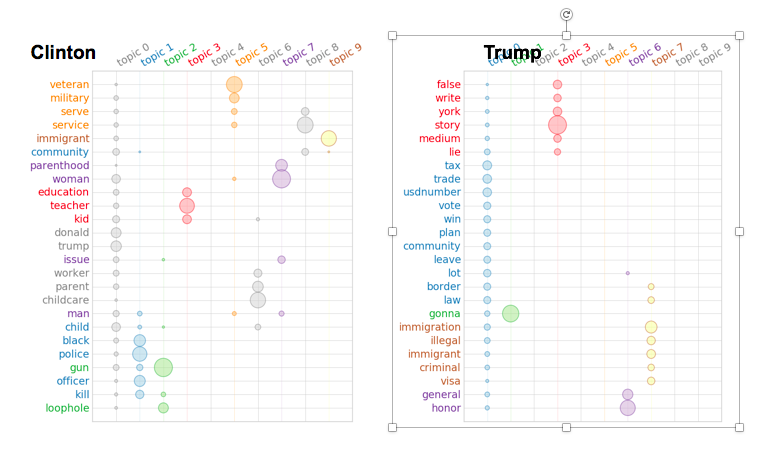 Clinton
topic 0
topic 1
topic 2
topic 3
topic 4
topic 5
topic 6
topic 7
topic 8
topic 9
veteran
military
serve
service
immigrant
community
parenthood
woman
education
teacher
kid
donald
trump
issue
worker
parent
childcare
man
child
black
police
gun
officer
kill
loophole
Trump
topic 0
topic 1
topic 2
topic 3
topic 4
topic 5
topic 6
topic 7
topic 8
topic 9
false
write
york
story
medium
lie
tax
trade
usdnumber
vote
win
plan
community
leave
lot
border
law
gonna
immigration
illegal
immigrant
criminal
visa
general
honor